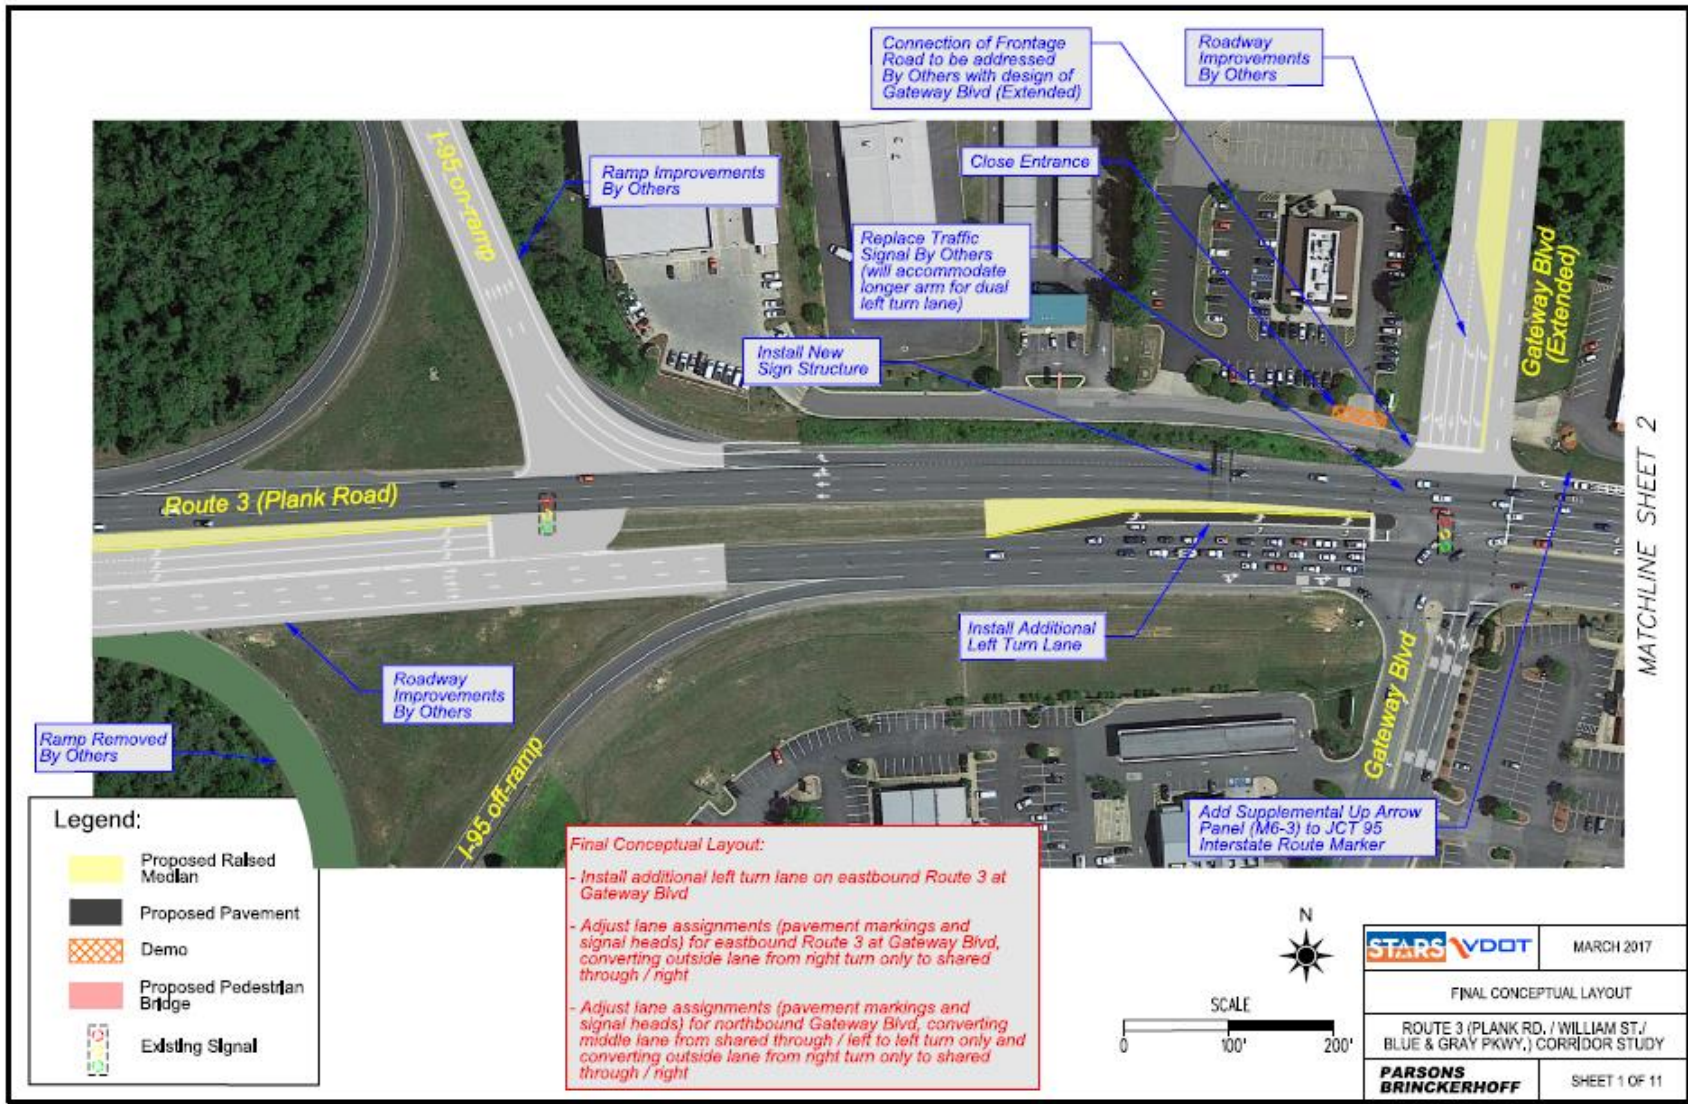 Connection of Frontage
Road to be addressed
By Others with design of
Gateway Blvd (Extended)
Roadway
Improvements
By Others
I-95 on-ramp
Ramp Improvements
By Others
Close Entrance
Replace Traffic
Signal By Others
(will accommodate
longer arm for dual
left turn lane)
Install New
Sign Structure
Gateway Blvd
(Extended)
Route 3 (Plank Road)
MATCHLINE SHEET 2
Install Additional
Left Turn Lane
Roadway
Improvements
By Others
Gateway Blvd
Ramp Removed
By Others
I-95 off-ramp
Add Supplemental Up Arrow
Panel (M6-3) to JCT 95
Interstate Route Marker
Legend:
Proposed Raised
Median
Proposed Pavement
Demo
Proposed Pedestrian
Bridge
Existing Signal
Final Conceptual Layout:
- Install additional left turn lane on eastbound Route 3 at
Gateway Blvd
- Adjust lane assignments (pavement markings and
signal heads) for eastbound Route 3 at Gateway Blvd,
converting outside lane from right turn only to shared
through / right
- Adjust lane assignments (pavement markings and
signal heads) for northbound Gateway Blvd, converting
middle lane from shared through / left to left turn only and
converting outside lane from right turn only to shared
through / right
N
SCALE
0 100' 200'
STARS VDOT
MARCH 2017
FINAL CONCEPTUAL LAYOUT
ROUTE 3 (PLANK RD. / WILLIAM ST./
BLUE & GRAY PKWY.) CORRIDOR STUDY
PARSONS
BRINCKERHOFF
SHEET 1 OF 11